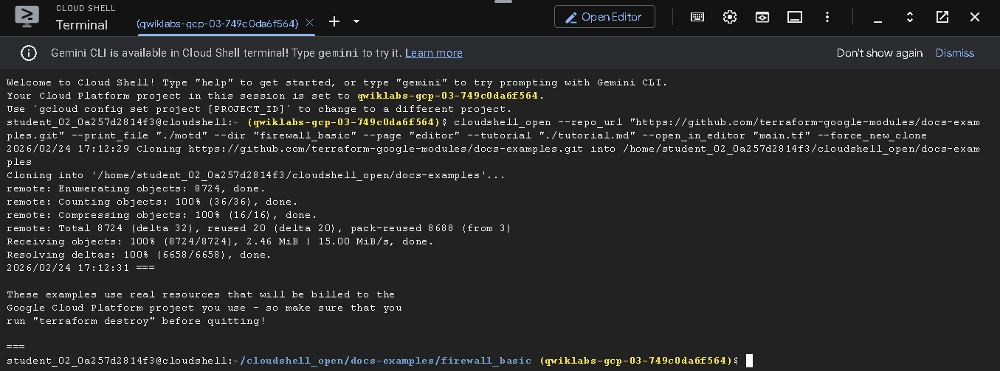 CLOUD SHELL
Terminal
(qwiklabs-gcp-03-749c0da6f564)
Open Editor
Gemini CLI is available in Cloud Shell terminal! Type gemini to try it. Learn more
Don't show again
Dismiss
Welcome to Cloud Shell! Type "help" to get started, or type "gemini" to try prompting with Gemini CLI.
Your Cloud Platform project in this session is set to qwiklabs-gcp-03-749c0da6f564.
Use `gcloud config set project [PROJECT_ID]` to change to a different project.
student_02_0a257d2814f3@cloudshell:~ (qwiklabs-gcp-03-749c0da6f564)$ cloudshell_open --repo_url "https://github.com/terraform-google-modules/docs-exam
ples.git" --print_file "./motd" --dir "firewall_basic" --page "editor" --tutorial "./tutorial.md" --open_in_editor "main.tf" --force_new_clone
2026/02/24 17:12:29 Cloning https://github.com/terraform-google-modules/docs-examples.git into /home/student_02_0a257d2814f3/cloudshell_open/docs-exam
ples
Cloning into '/home/student_02_0a257d2814f3/cloudshell_open/docs-examples'...
remote: Enumerating objects: 8724, done.
remote: Counting objects: 100% (36/36), done.
remote: Compressing objects: 100% (16/16), done.
remote: Total 8724 (delta 32), reused 20 (delta 20), pack-reused 8688 (from 3)
Receiving objects: 100% (8724/8724), 2.46 MiB | 15.00 MiB/s, done.
Resolving deltas: 100% (6658/6658), done.
2026/02/24 17:12:31 ===
These examples use real resources that will be billed to the
Google Cloud Platform project you use - so make sure that you
run "terraform destroy" before quitting!
===
student_02_0a257d2814f3@cloudshell:~/cloudshell_open/docs-examples/firewall_basic (qwiklabs-gcp-03-749c0da6f564)$